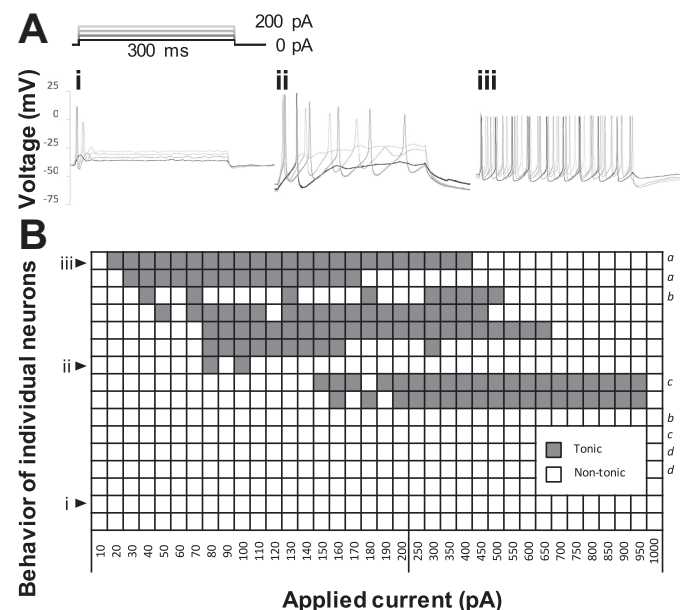 A
200 pA
0 pA
300 ms
i
ii
iii
Voltage (mV)
25
0
-25
-50
-75
B
Behavior of individual neurons
iii
a
a
b
ii
c
b
c
d
d
Tonic
Non-tonic
i
10 20 30 40 50 60 70 80 90 100 110 120 130 140 150 160 170 180 190 200 250 300 350 400 450 500 550 600 650 700 750 800 850 900 950 1000
Applied current (pA)